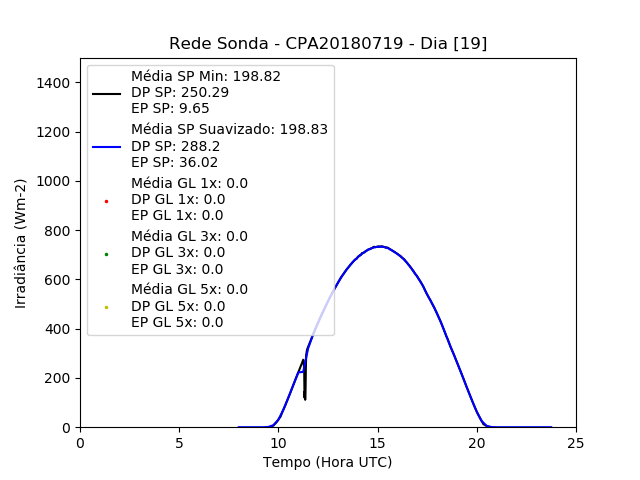 Rede Sonda - CPA20180719 - Dia [19]
Média SP Min: 198.82
DP SP: 250.29
EP SP: 9.65
Média SP Suavizado: 198.83
DP SP: 288.2
EP SP: 36.02
Média GL 1x: 0.0
DP GL 1x: 0.0
EP GL 1x: 0.0
Média GL 3x: 0.0
DP GL 3x: 0.0
EP GL 3x: 0.0
Média GL 5x: 0.0
DP GL 5x: 0.0
EP GL 5x: 0.0
Irradiância (Wm-2)
1400
1200
1000
800
600
400
200
0
0 5 10 15 20 25
Tempo (Hora UTC)